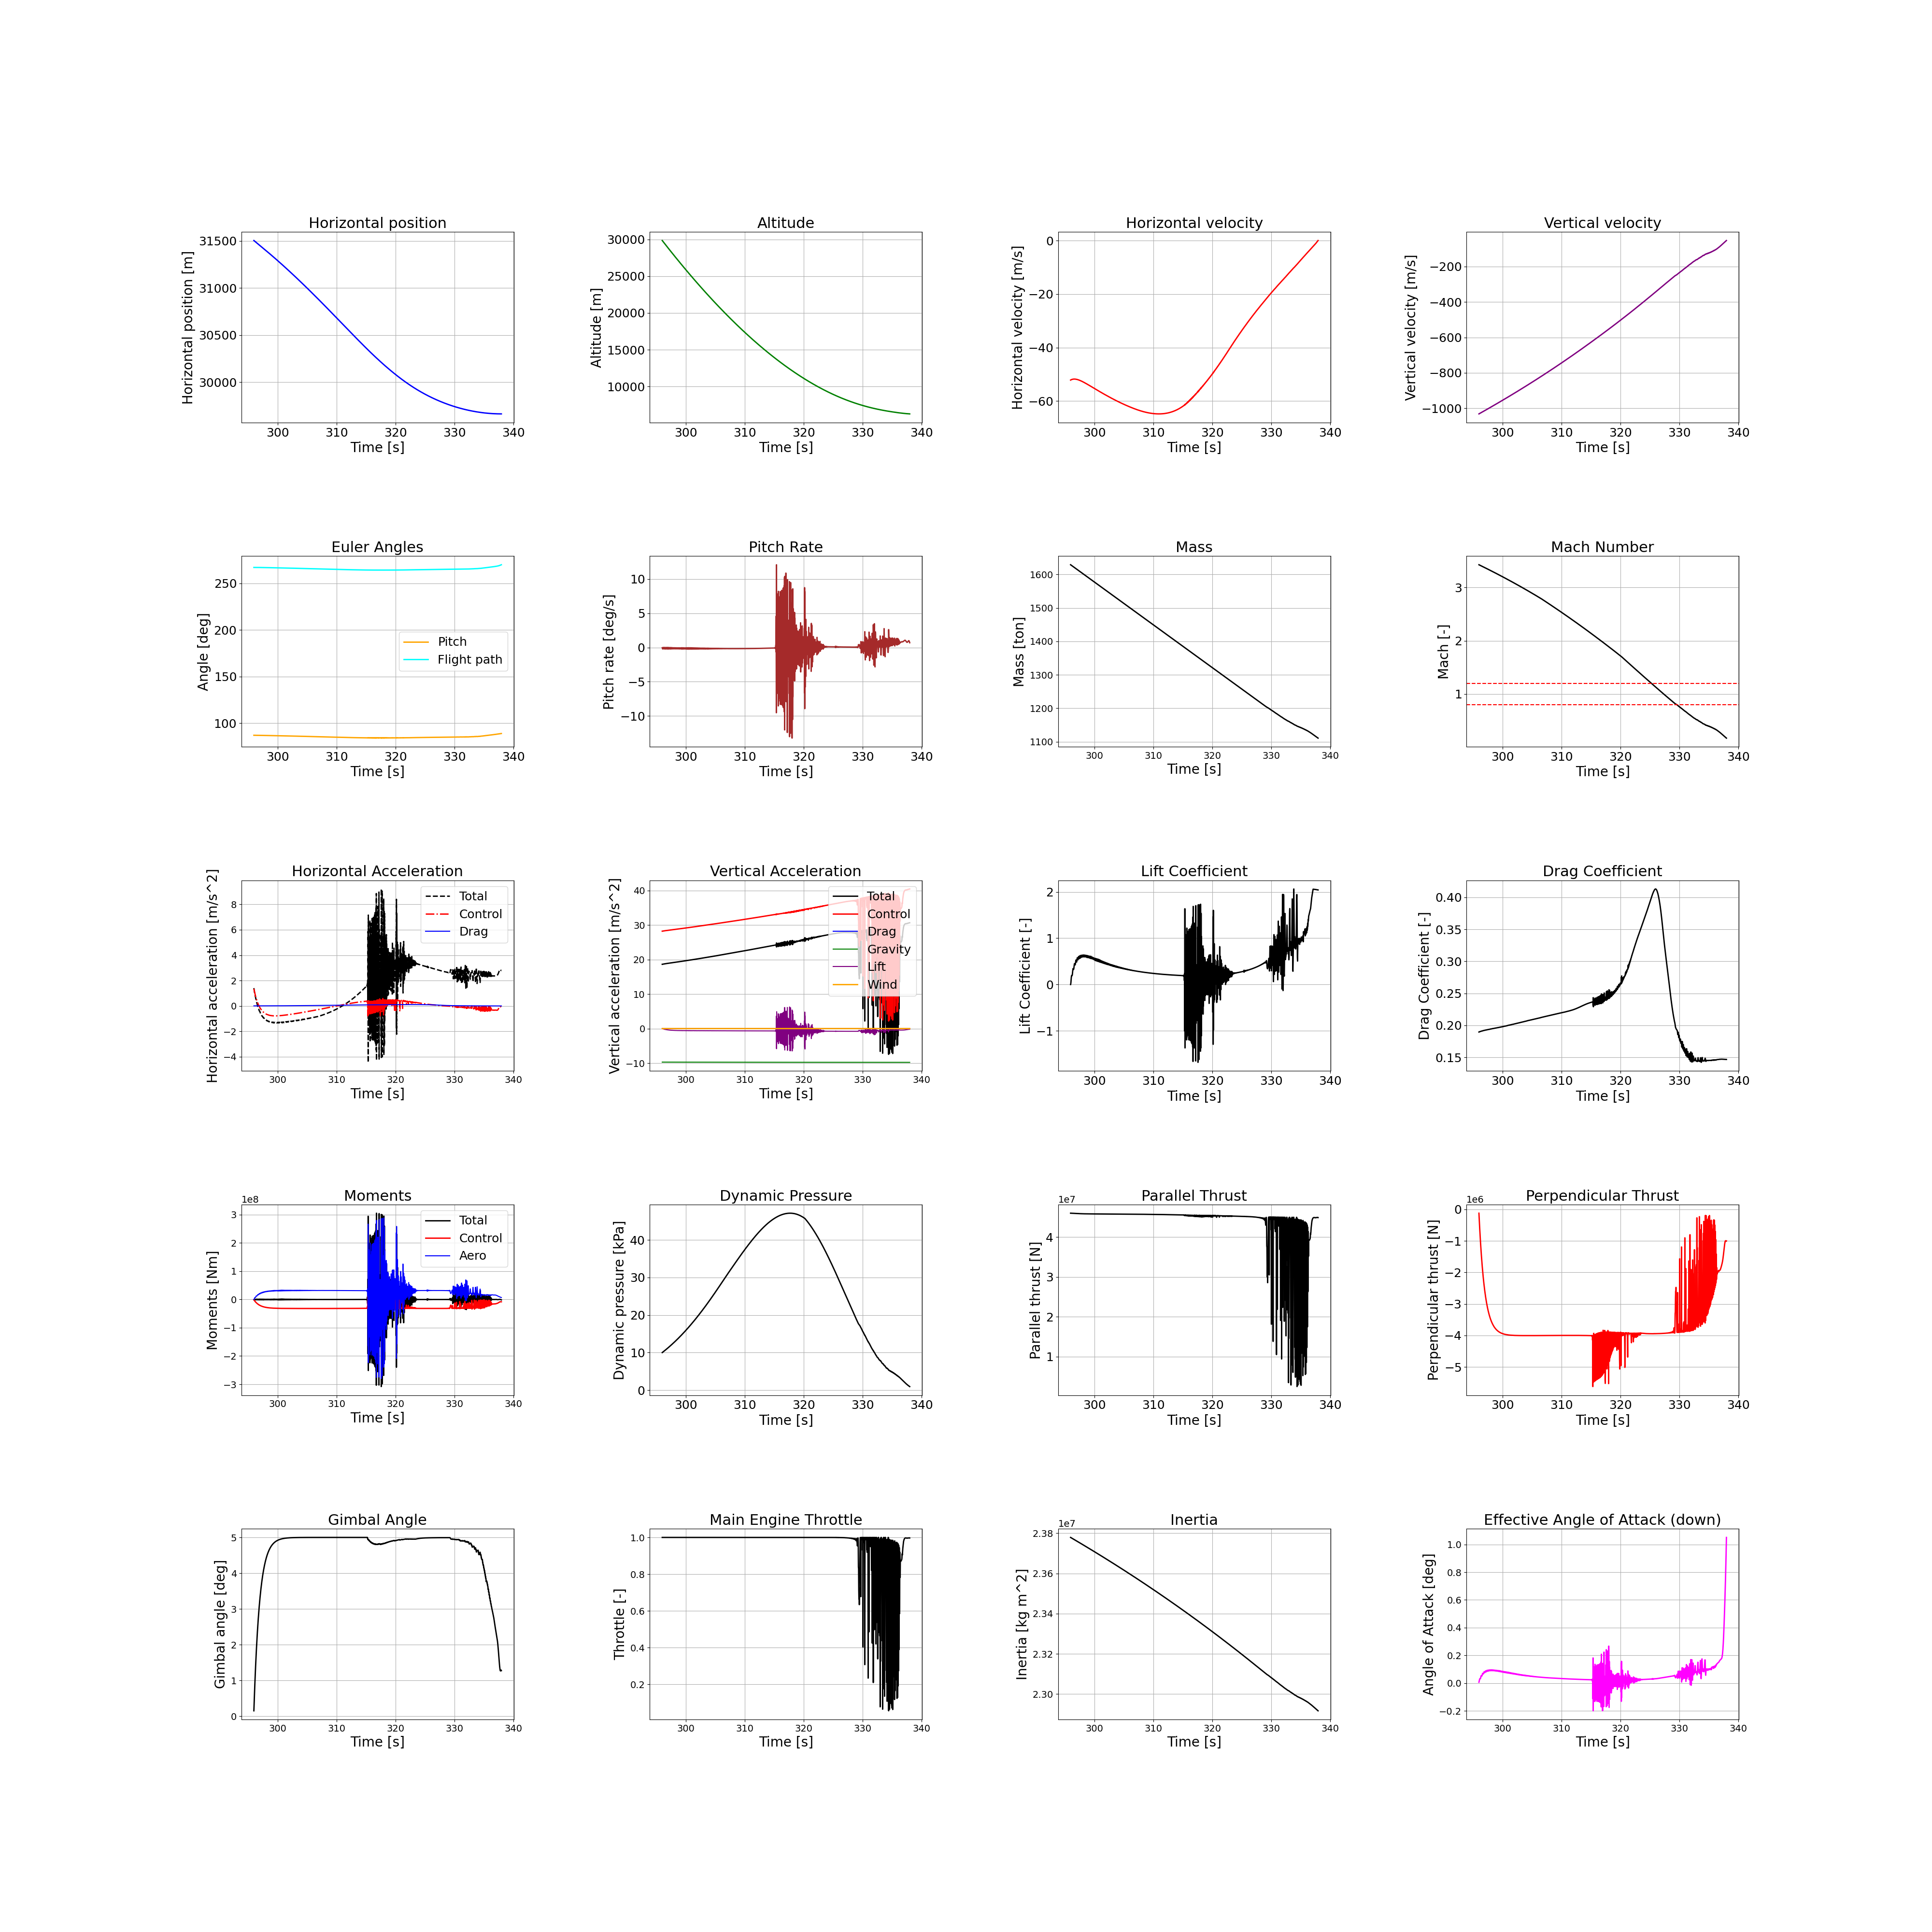 Horizontal position
Horizontal position [m]
31500
31000
30500
30000
300 310 320 330 340
Time [s]
Altitude
Altitude [m]
30000
25000
20000
15000
10000
300 310 320 330 340
Time [s]
Horizontal velocity
Horizontal velocity [m/s]
0
−20
−40
−60
300 310 320 330 340
Time [s]
Vertical velocity
Vertical velocity [m/s]
−200
−400
−600
−800
−1000
300 310 320 330 340
Time [s]
Euler Angles
Angle [deg]
250
200
150
100
Pitch
Flight path
300 310 320 330 340
Time [s]
Pitch Rate
Pitch rate [deg/s]
10
5
0
−5
−10
300 310 320 330 340
Time [s]
Mass
Mass [ton]
1600
1500
1400
1300
1200
1100
300 310 320 330 340
Time [s]
Mach Number
Mach [-]
3
2
1
300 310 320 330 340
Time [s]
Horizontal Acceleration
Horizontal acceleration [m/s^2]
8
6
4
2
0
−2
−4
Total
Control
Drag
300 310 320 330 340
Time [s]
Vertical Acceleration
Vertical acceleration [m/s^2]
40
30
20
10
0
−10
Total
Control
Drag
Gravity
Lift
Wind
300 310 320 330 340
Time [s]
Lift Coefficient
Lift Coefficient [-]
2
1
0
−1
300 310 320 330 340
Time [s]
Drag Coefficient
Drag Coefficient [-]
0.40
0.35
0.30
0.25
0.20
0.15
300 310 320 330 340
Time [s]
Moments
1e8
Moments [Nm]
3
2
1
0
−1
−2
−3
Total
Control
Aero
300 310 320 330 340
Time [s]
Dynamic Pressure
Dynamic pressure [kPa]
40
30
20
10
0
300 310 320 330 340
Time [s]
Parallel Thrust
1e7
Parallel thrust [N]
4
3
2
1
300 310 320 330 340
Time [s]
Perpendicular Thrust
1e6
Perpendicular thrust [N]
0
−1
−2
−3
−4
−5
300 310 320 330 340
Time [s]
Gimbal Angle
Gimbal angle [deg]
5
4
3
2
1
0
300 310 320 330 340
Time [s]
Main Engine Throttle
Throttle [-]
1.0
0.8
0.6
0.4
0.2
300 310 320 330 340
Time [s]
Inertia
1e7
Inertia [kg m^2]
2.38
2.36
2.34
2.32
2.30
300 310 320 330 340
Time [s]
Effective Angle of Attack (down)
Angle of Attack [deg]
1.0
0.8
0.6
0.4
0.2
0.0
−0.2
300 310 320 330 340
Time [s]